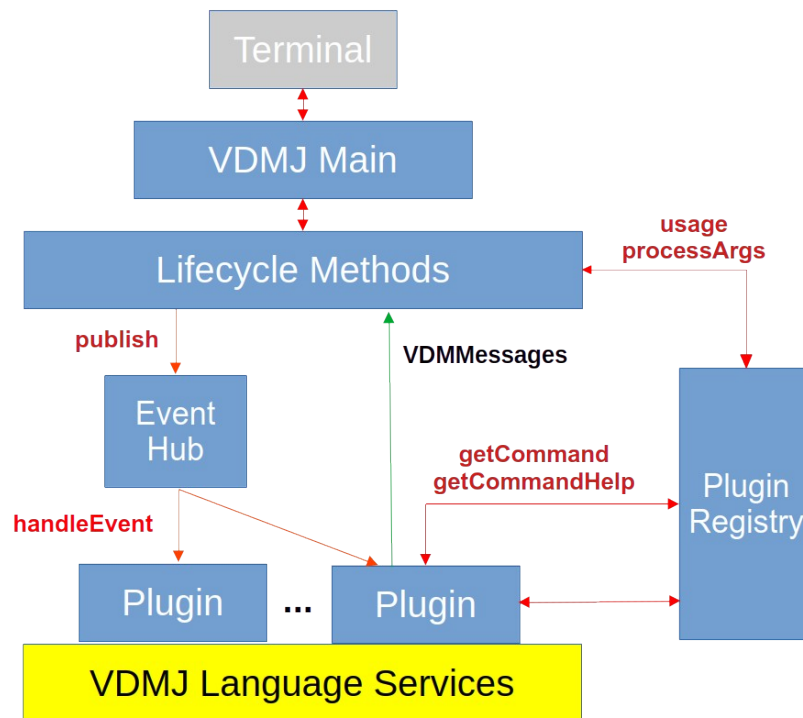 Terminal
VDMJ Main
usage
processArgs
Lifecycle Methods
publish
VDMMessages
Event
Hub
getCommand
getCommandHelp
Plugin
Registry
handleEvent
Plugin
...
Plugin
VDMJ Language Services